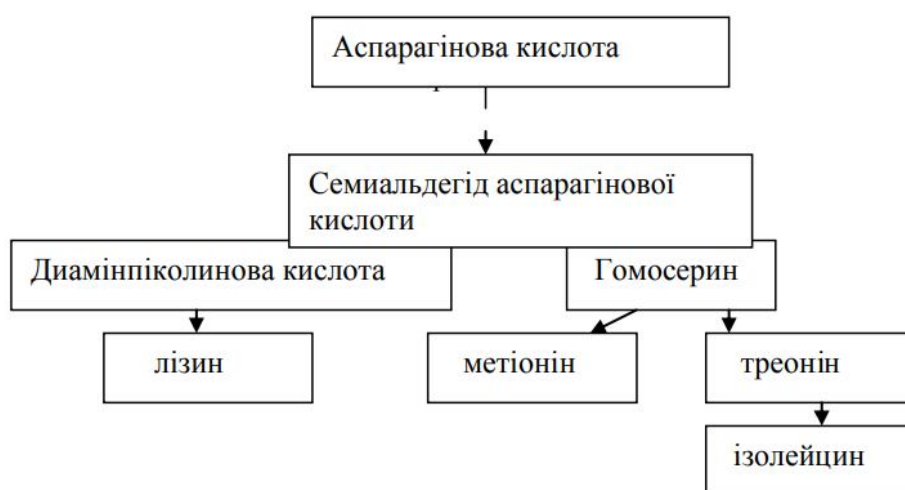 Аспарагінова кислота
Семиальдегід аспарагінової
кислоти
Диамінпіколинова кислота
Гомосерин
лізин
метіонін
треонін
ізолейцин